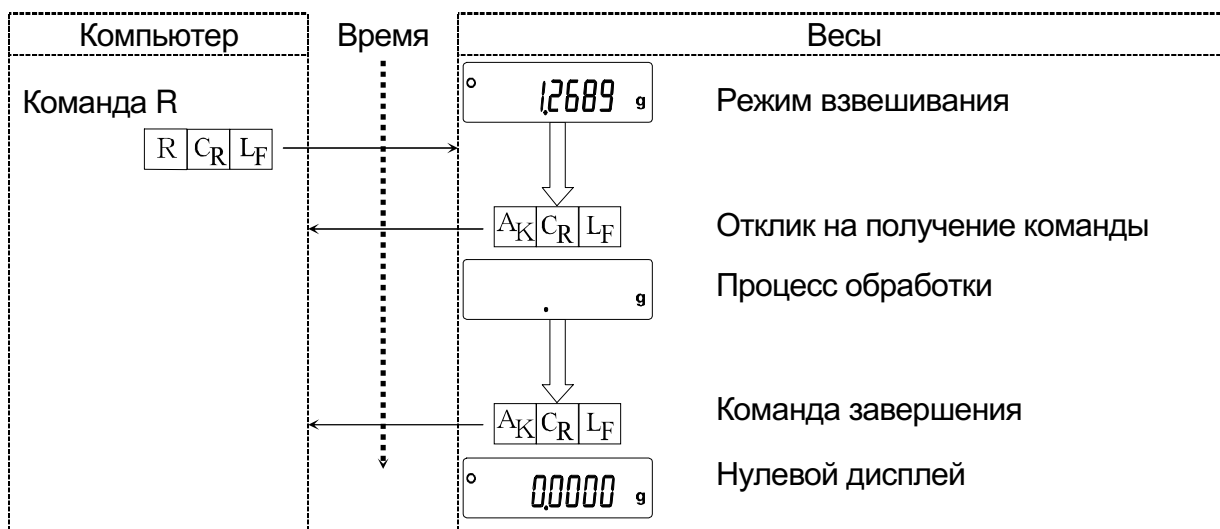 Компьютер Время Весы
1.2689 g Режим взвешивания
Команда R
R CR LF
AK CR LF Отклик на получение команды
. g Процесс обработки
AK CR LF Команда завершения
0.0000 g Нулевой дисплей